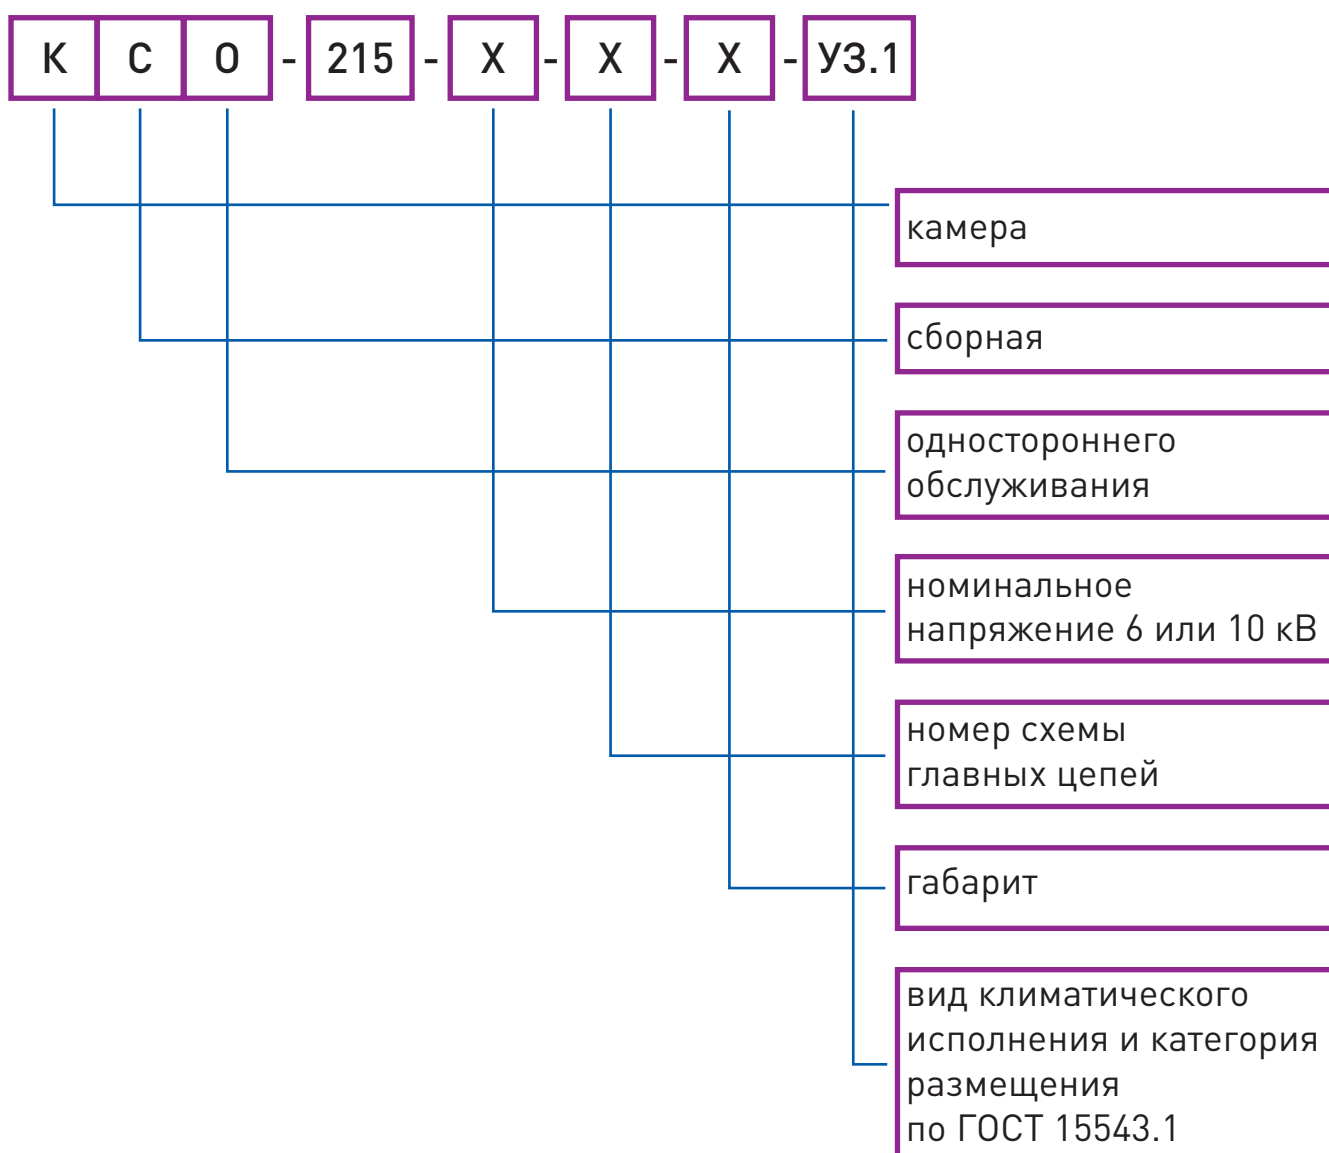 КСО - 215 - Х - Х - Х - У3.1
камера
сборная
одностороннего
обслуживания
номинальное
напряжение 6 или 10 кВ
номер схемы
главных цепей
габарит
вид климатического
исполнения и категория
размещения
по ГОСТ 15543.1